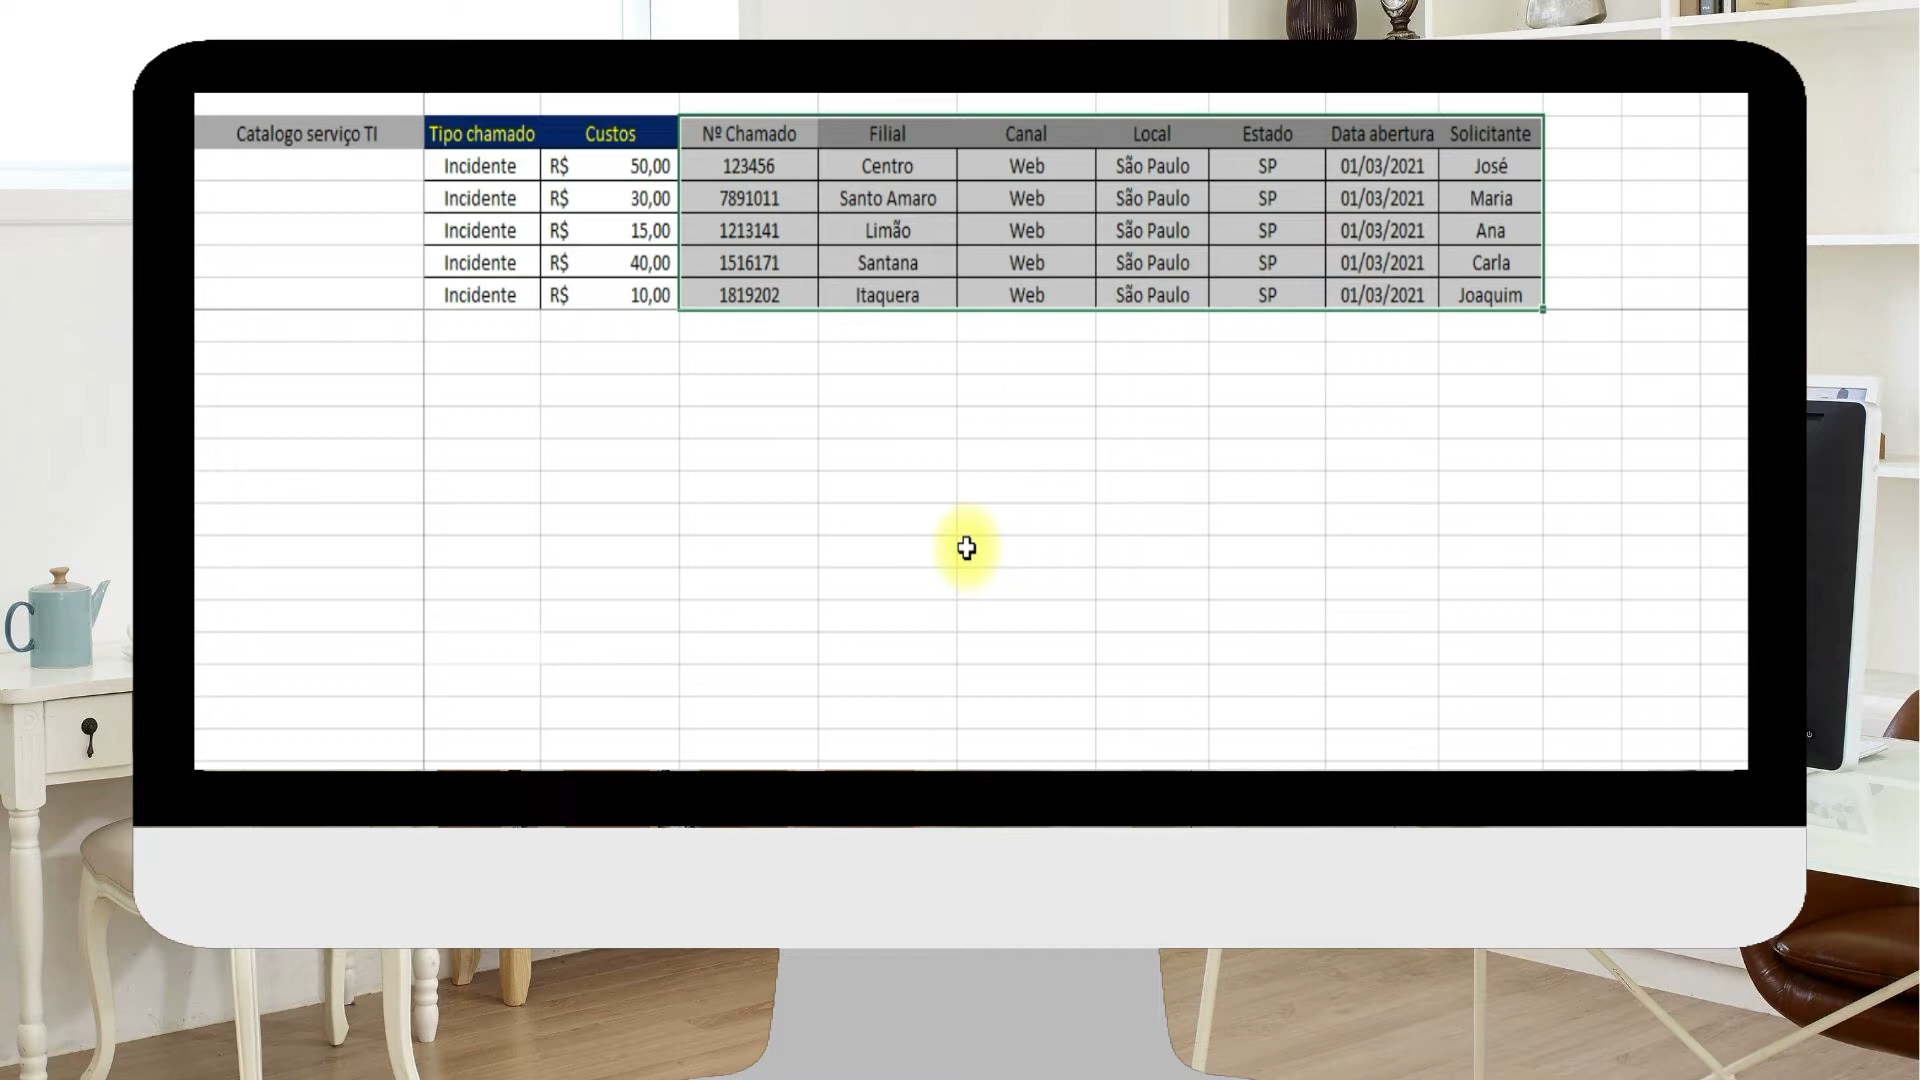 Catalogo serviço TI Tipo chamado Custos Nº Chamado Filial Canal Local Estado Data abertura Solicitante
Incidente R$ 50,00 123456 Centro Web São Paulo SP 01/03/2021 José
Incidente R$ 30,00 7891011 Santo Amaro Web São Paulo SP 01/03/2021 Maria
Incidente R$ 15,00 1213141 Limão Web São Paulo SP 01/03/2021 Ana
Incidente R$ 40,00 1516171 Santana Web São Paulo SP 01/03/2021 Carla
Incidente R$ 10,00 1819202 Itaquera Web São Paulo SP 01/03/2021 Joaquim